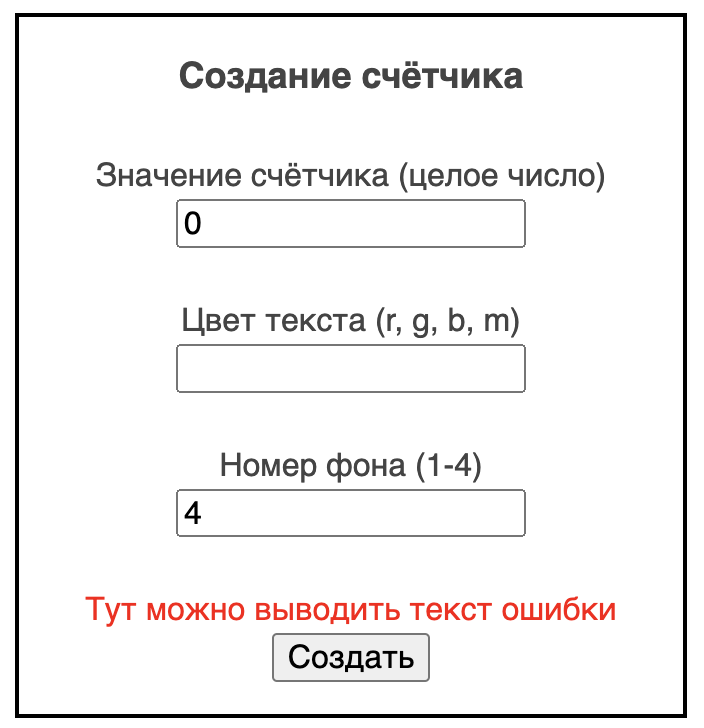 Создание счётчика
Значение счётчика (целое число)
0
Цвет текста (r, g, b, m)
Номер фона (1-4)
4
Тут можно выводить текст ошибки
Создать